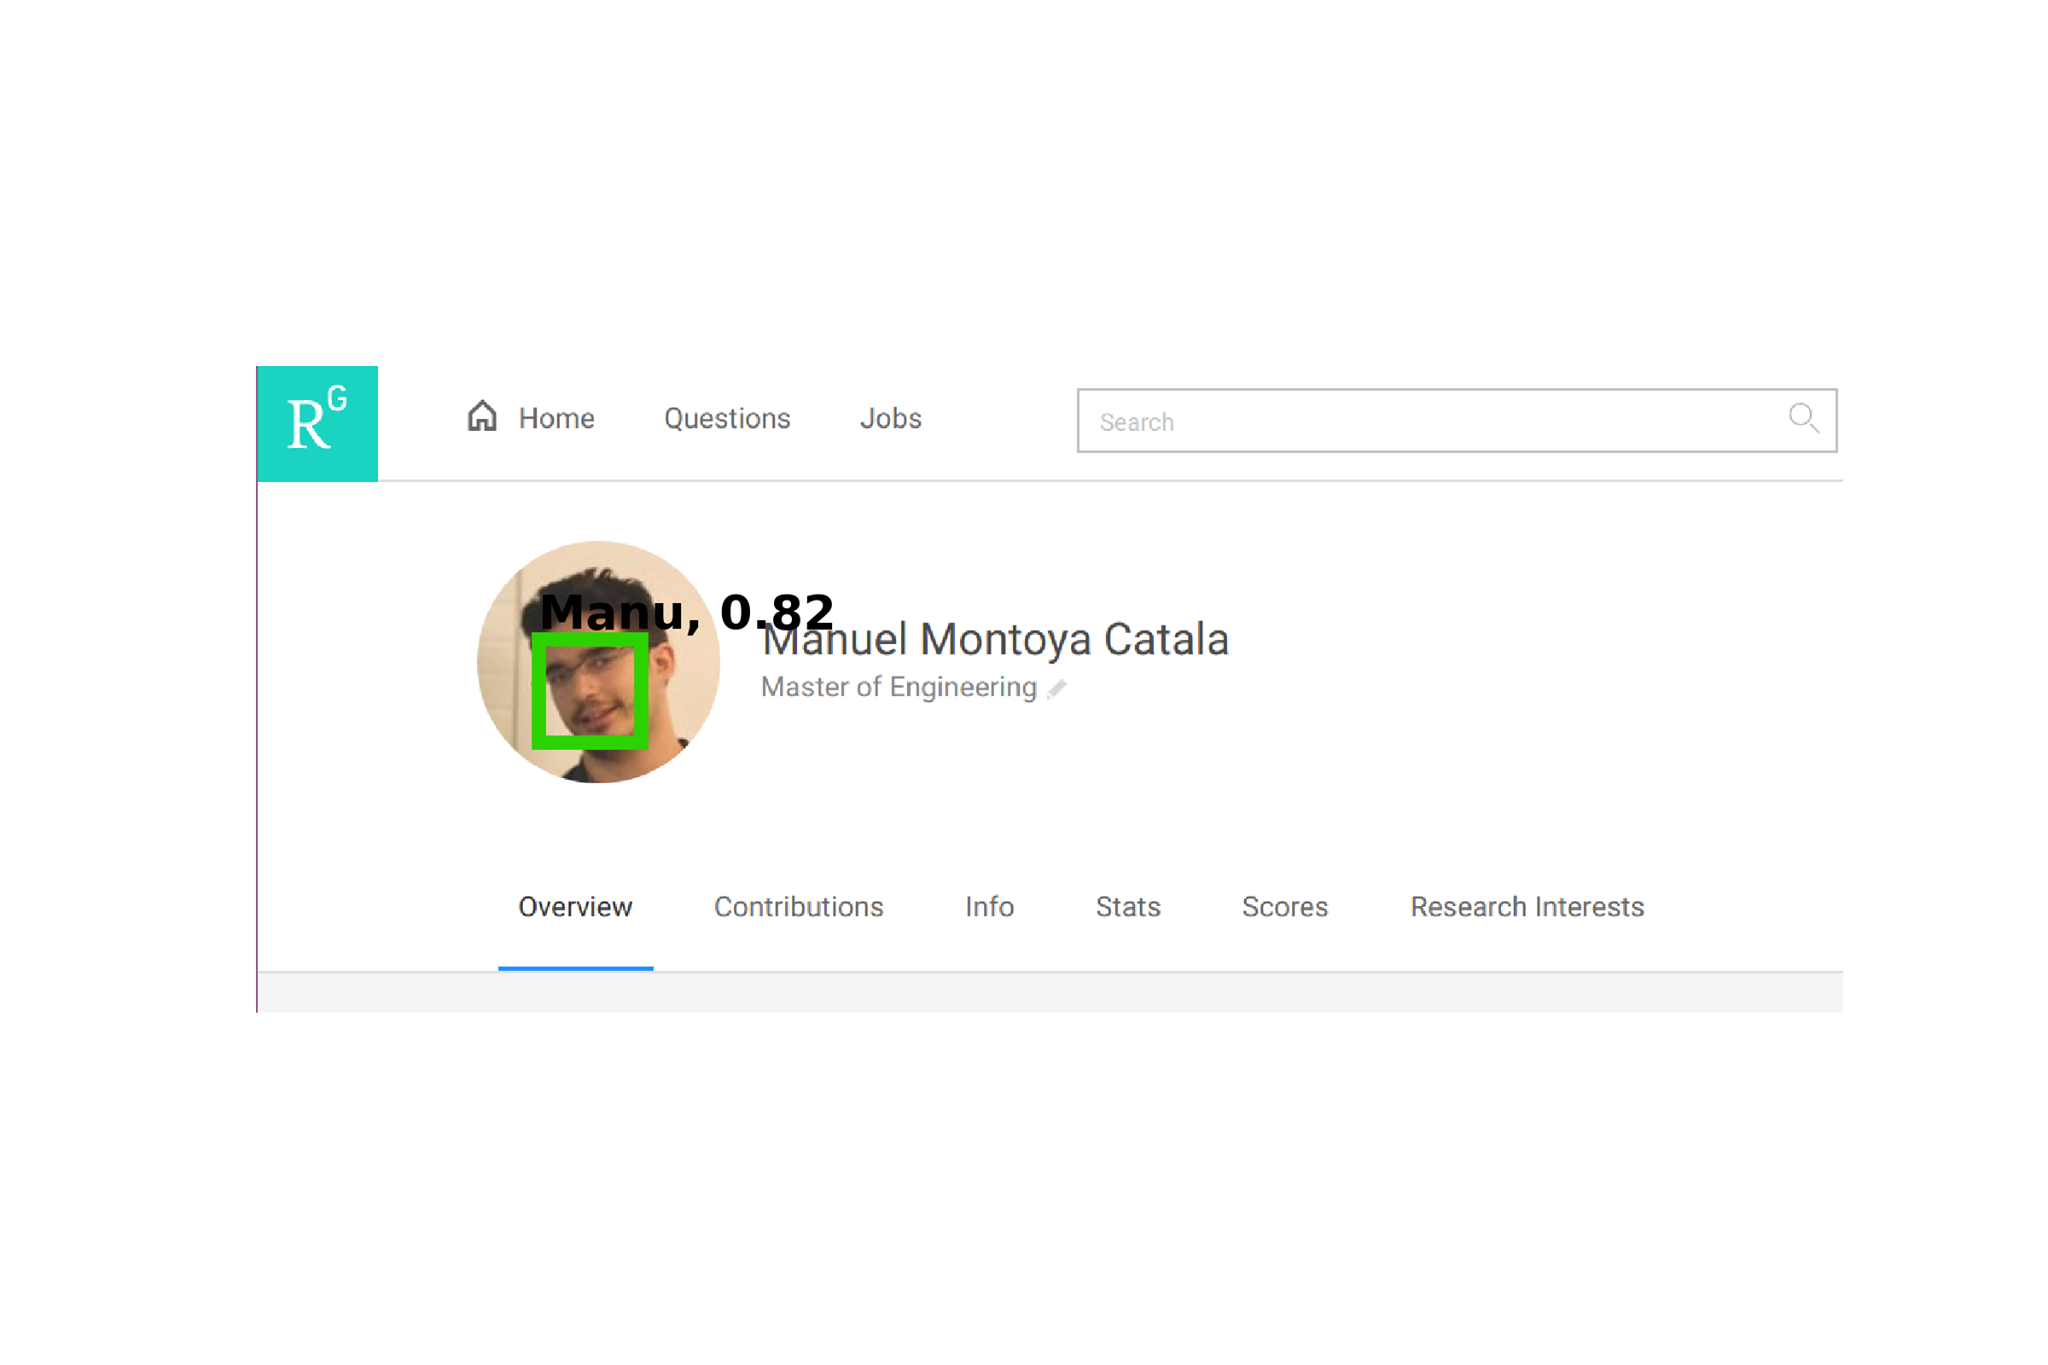 RG
Home Questions Jobs Search
Manu, 0.82
Manuel Montoya Catala
Master of Engineering
Overview Contributions Info Stats Scores Research Interests